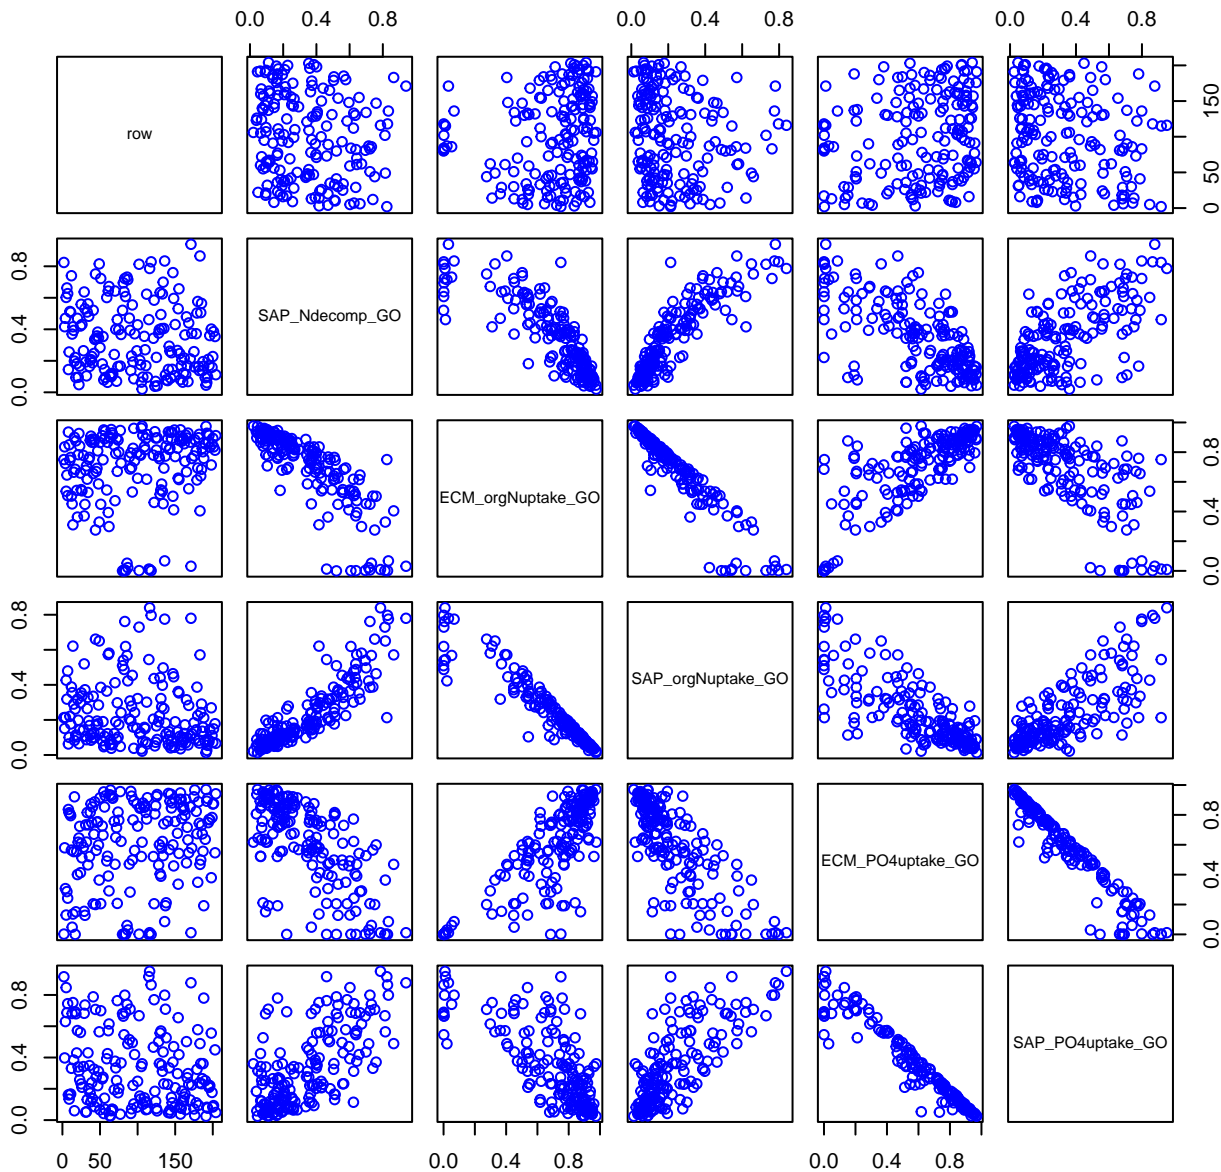 0.0 0.4 0.8 0.0 0.4 0.8 0.0 0.4 0.8
row
0 50 150
0.0 0.4 0.8
SAP_Ndecomp_GO
ECM_orgNuptake_GO
0.0 0.4 0.8
0.0 0.4 0.8
SAP_orgNuptake_GO
ECM_PO4uptake_GO
0.0 0.4 0.8
0.0 0.4 0.8
SAP_PO4uptake_GO
0 50 150 0.0 0.4 0.8 0.0 0.4 0.8